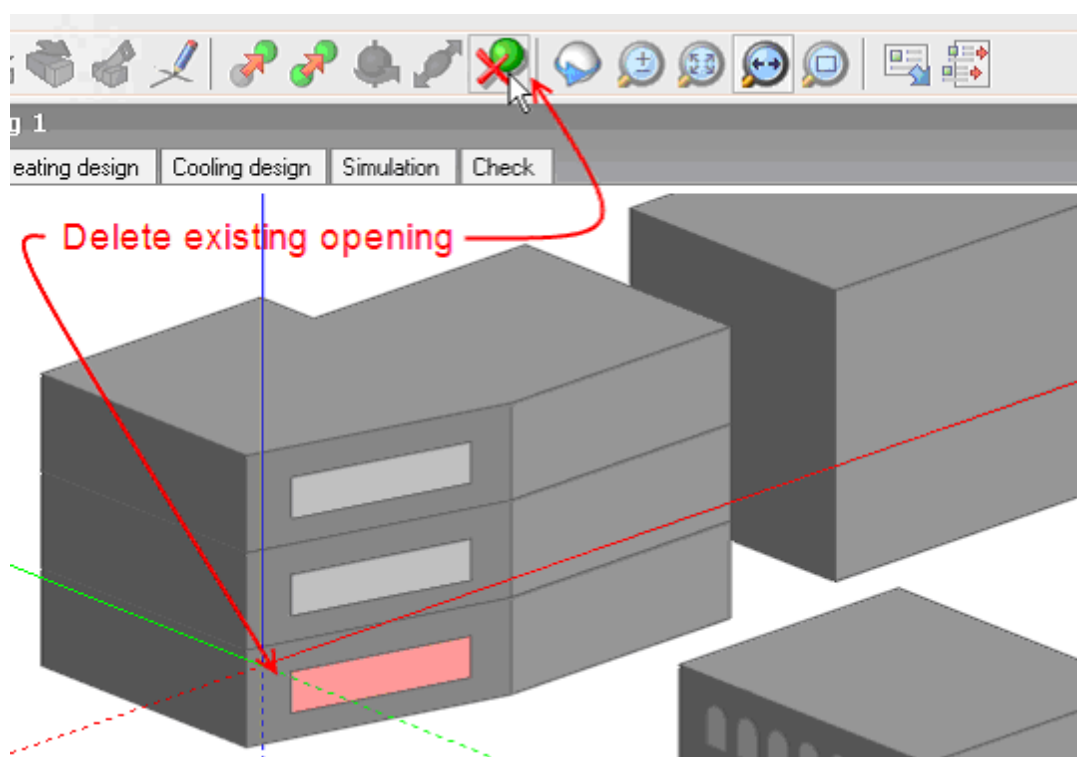 g 1
eating design Cooling design Simulation Check
Delete existing opening